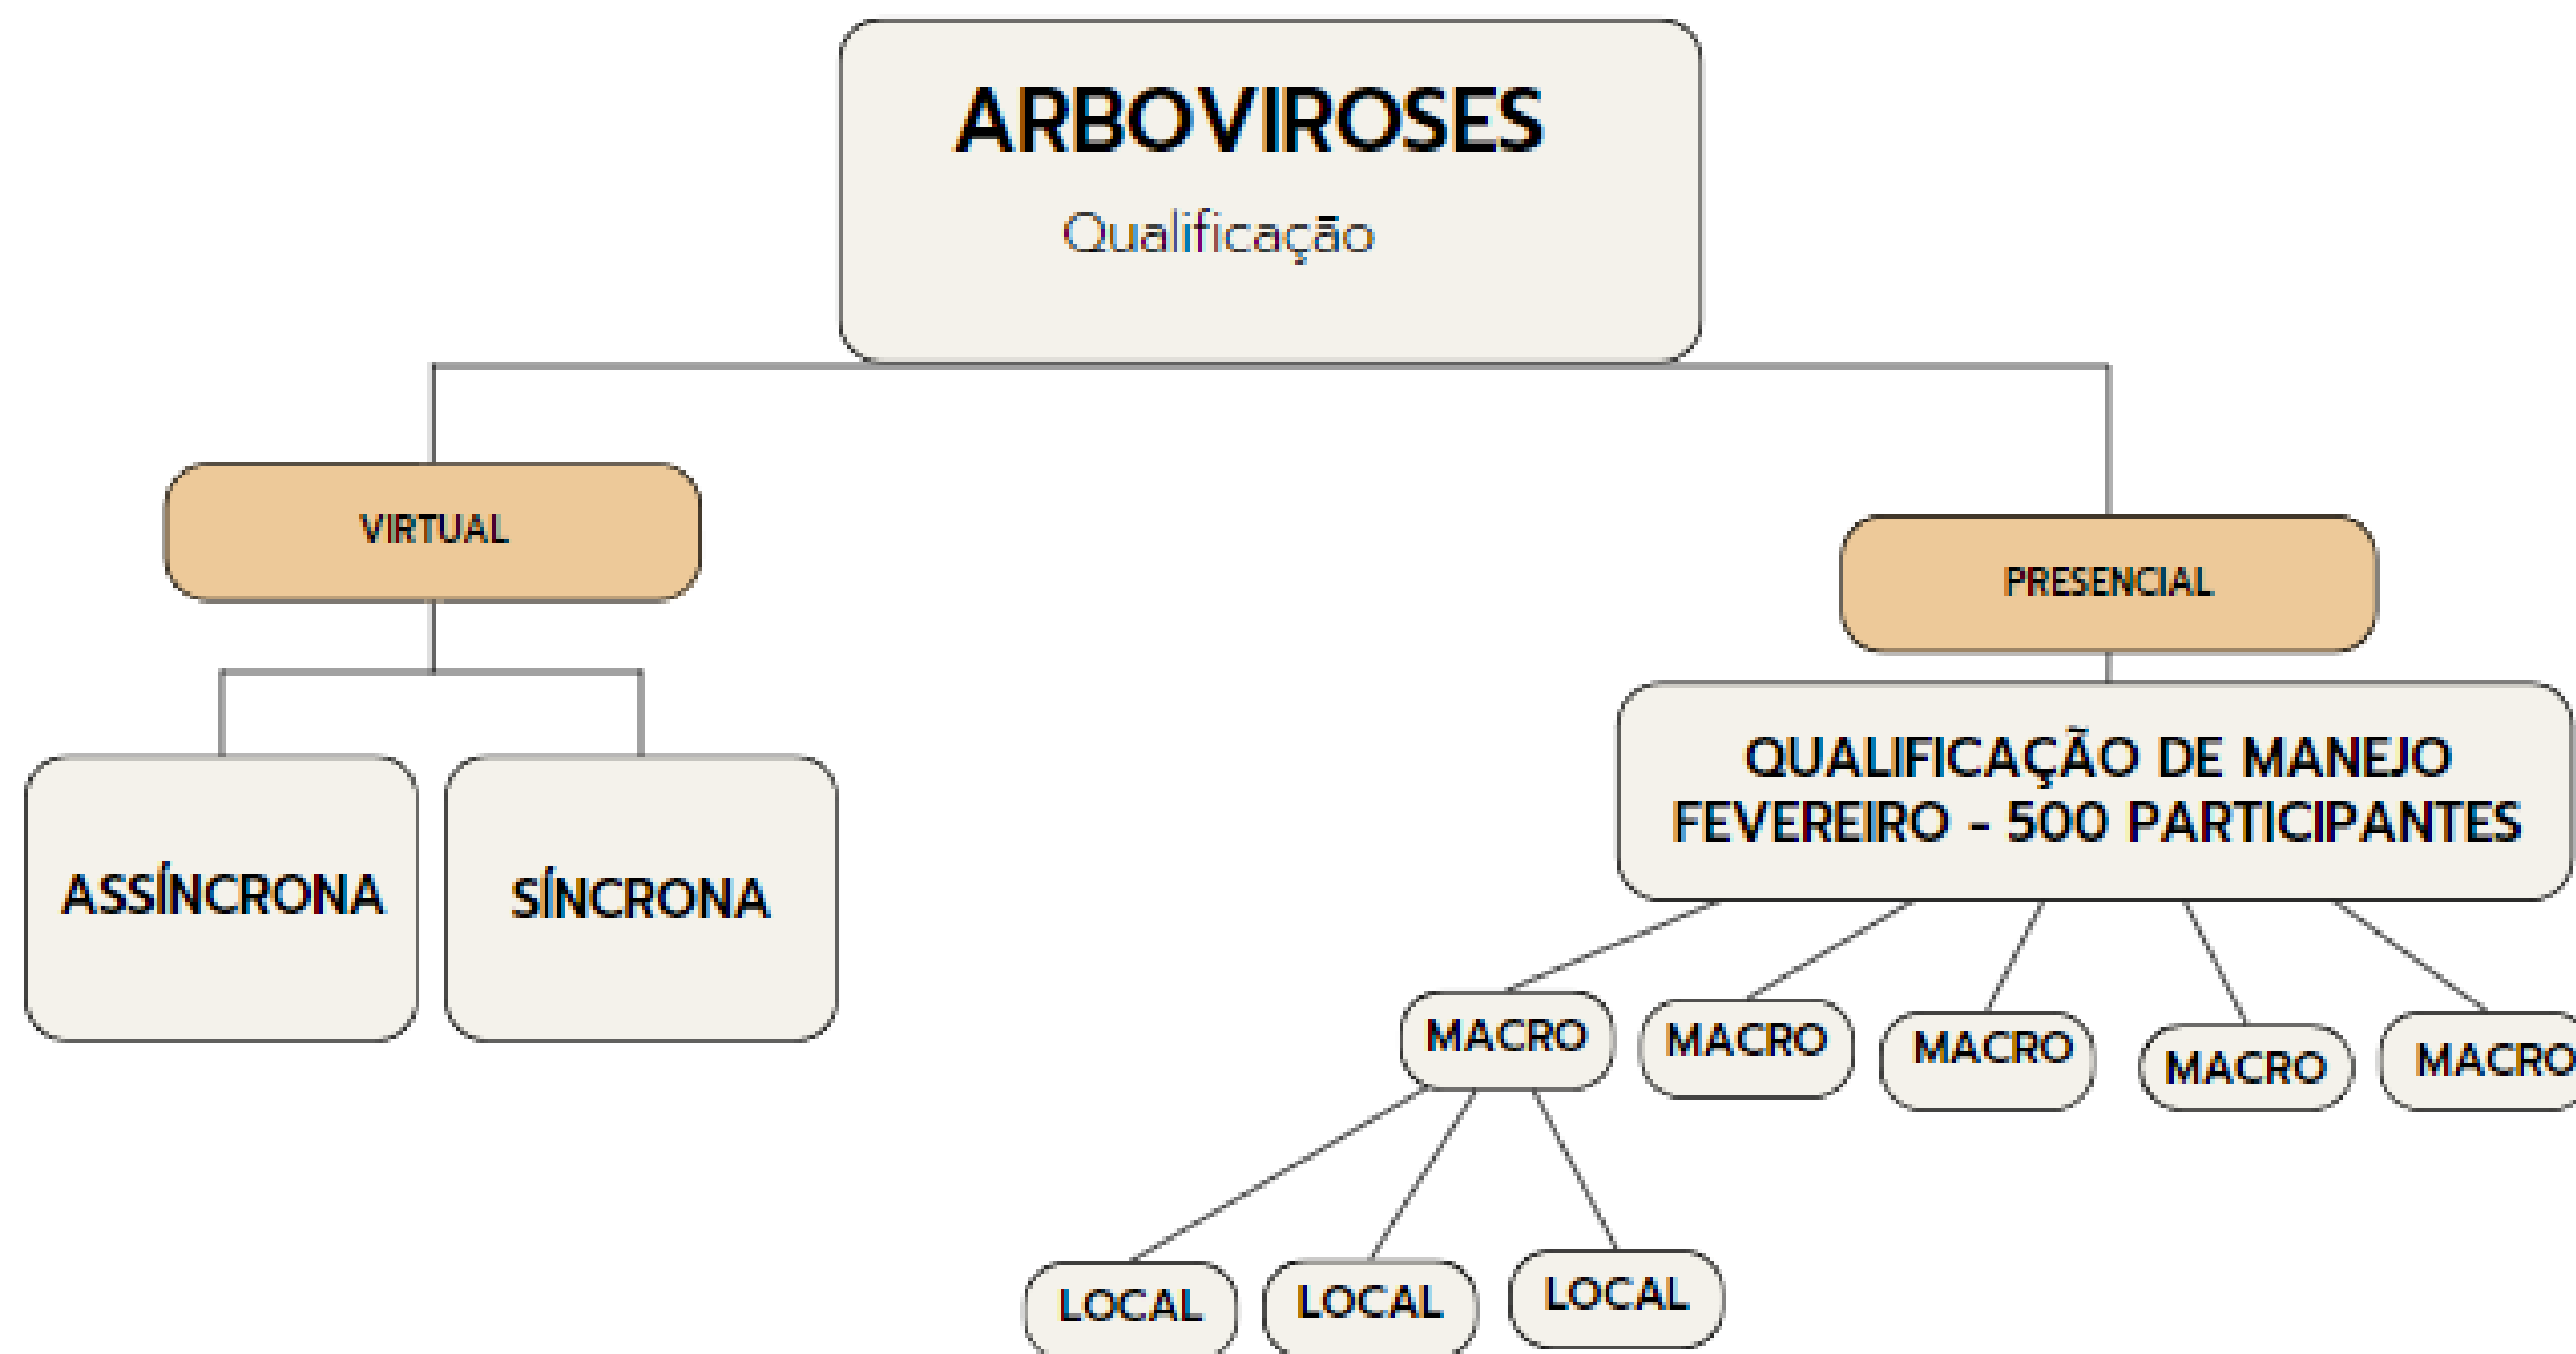 ARBOVIROSES
Qualificação
VIRTUAL
PRESENCIAL
ASSÍNCRONA
SÍNCRONA
QUALIFICAÇÃO DE MANEJO
FEVEREIRO - 500 PARTICIPANTES
MACRO
MACRO
MACRO
MACRO
MACRO
LOCAL
LOCAL
LOCAL